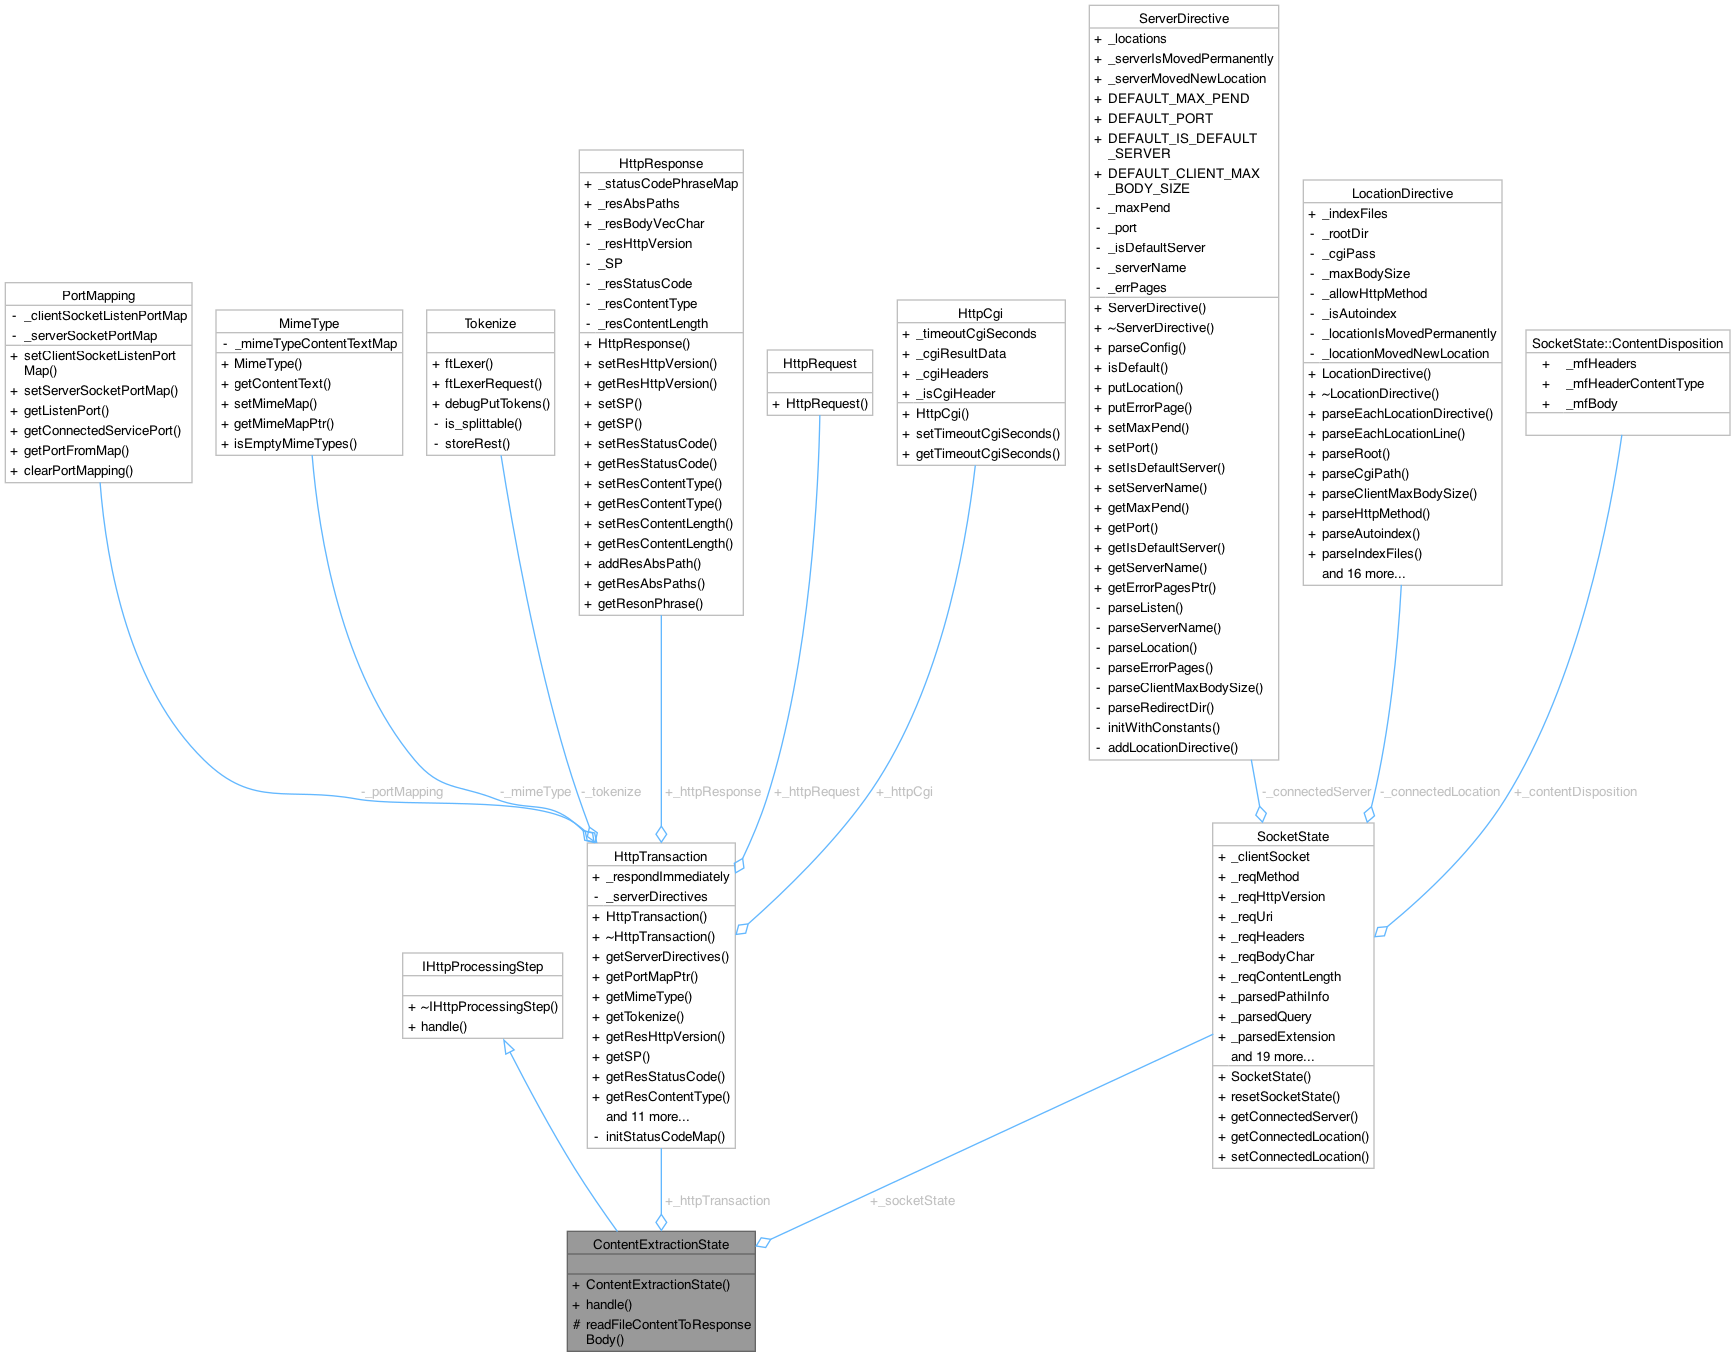 ServerDirective
+ _locations
+ _serverIsMovedPermanently
+ _serverMovedNewLocation
+ DEFAULT_MAX_PEND
+ DEFAULT_PORT
+ DEFAULT_IS_DEFAULT
_SERVER
+ DEFAULT_CLIENT_MAX
_BODY_SIZE
- _maxPend
- _port
- _isDefaultServer
- _serverName
- _errPages
+ ServerDirective()
+ ~ServerDirective()
+ parseConfig()
+ isDefault()
+ putLocation()
+ putErrorPage()
+ setMaxPend()
+ setPort()
+ setIsDefaultServer()
+ setServerName()
+ getMaxPend()
+ getPort()
+ getIsDefaultServer()
+ getServerName()
+ getErrorPagesPtr()
- parseListen()
- parseServerName()
- parseLocation()
- parseErrorPages()
- parseClientMaxBodySize()
- parseRedirectDir()
- initWithConstants()
- addLocationDirective()
HttpResponse
+ _statusCodePhraseMap
+ _resAbsPaths
+ _resBodyVecChar
- _resHttpVersion
- _SP
- _resStatusCode
- _resContentType
- _resContentLength
+ HttpResponse()
+ setResHttpVersion()
+ getResHttpVersion()
+ setSP()
+ getSP()
+ setResStatusCode()
+ getResStatusCode()
+ setResContentType()
+ getResContentType()
+ setResContentLength()
+ getResContentLength()
+ addResAbsPath()
+ getResAbsPaths()
+ getResonPhrase()
LocationDirective
+ _indexFiles
- _rootDir
- _cgiPass
- _maxBodySize
- _allowHttpMethod
- _isAutoindex
- _locationIsMovedPermanently
- _locationMovedNewLocation
+ LocationDirective()
+ ~LocationDirective()
+ parseEachLocationDirective()
+ parseEachLocationLine()
+ parseRoot()
+ parseCgiPath()
+ parseClientMaxBodySize()
+ parseHttpMethod()
+ parseAutoindex()
+ parseIndexFiles()
and 16 more...
PortMapping
- _clientSocketListenPortMap
- _serverSocketPortMap
+ setClientSocketListenPort
Map()
+ setServerSocketPortMap()
+ getListenPort()
+ getConnectedServicePort()
+ getPortFromMap()
+ clearPortMapping()
MimeType
- _mimeTypeContentTextMap
+ MimeType()
+ getContentText()
+ setMimeMap()
+ getMimeMapPtr()
+ isEmptyMimeTypes()
Tokenize
+ ftLexer()
+ ftLexerRequest()
+ debugPutTokens()
- is_splittable()
- storeRest()
HttpRequest
+ HttpRequest()
HttpCgi
+ _timeoutCgiSeconds
+ _cgiResultData
+ _cgiHeaders
+ _isCgiHeader
+ HttpCgi()
+ setTimeoutCgiSeconds()
+ getTimeoutCgiSeconds()
SocketState::ContentDisposition
+ _mfHeaders
+ _mfHeaderContentType
+ _mfBody
-_portMapping
-_mimeType
-_tokenize
+_httpResponse
+_httpRequest
+_httpCgi
-_connectedServer
-_connectedLocation
+_contentDisposition
HttpTransaction
+ _respondImmediately
- _serverDirectives
+ HttpTransaction()
+ ~HttpTransaction()
+ getServerDirectives()
+ getPortMapPtr()
+ getMimeType()
+ getTokenize()
+ getResHttpVersion()
+ getSP()
+ getResStatusCode()
+ getResContentType()
and 11 more...
- initStatusCodeMap()
SocketState
+ _clientSocket
+ _reqMethod
+ _reqHttpVersion
+ _reqUri
+ _reqHeaders
+ _reqBodyChar
+ _reqContentLength
+ _parsedPathiInfo
+ _parsedQuery
+ _parsedExtension
and 19 more...
+ SocketState()
+ resetSocketState()
+ getConnectedServer()
+ getConnectedLocation()
+ setConnectedLocation()
IHttpProcessingStep
+ ~IHttpProcessingStep()
+ handle()
+_httpTransaction
+_socketState
ContentExtractionState
+ ContentExtractionState()
+ handle()
# readFileContentToResponse
Body()